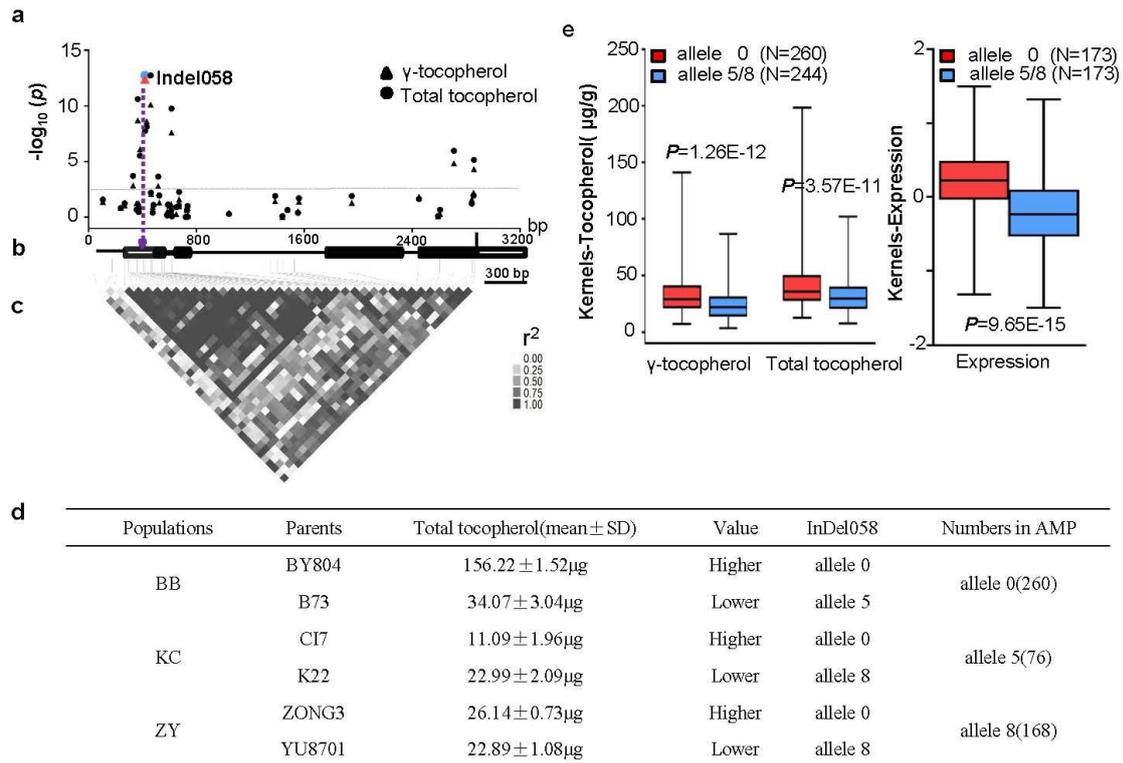 a
15
10
5
0
-log10 (p)
Indel058
γ-tocopherol
Total tocopherol
0 800 1600 2400 3200
bp
b
300 bp
c
r2
0.00
0.25
0.50
0.75
1.00
e
250
200
150
100
50
0
Kernels-Tocopherol( μg/g)
allele 0 (N=260)
allele 5/8 (N=244)
P=1.26E-12
P=3.57E-11
γ-tocopherol Total tocopherol
2
0
-2
Kernels-Expression
allele 0 (N=173)
allele 5/8 (N=173)
P=9.65E-15
Expression
d
Populations Parents Total tocopherol(mean±SD) Value InDel058 Numbers in AMP
BB
BY804 156.22±1.52μg Higher allele 0
allele 0(260)
B73 34.07±3.04μg Lower allele 5
KC
CI7 11.09±1.96μg Higher allele 0
allele 5(76)
K22 22.99±2.09μg Lower allele 8
ZY
ZONG3 26.14±0.73μg Higher allele 0
allele 8(168)
YU8701 22.89±1.08μg Lower allele 8